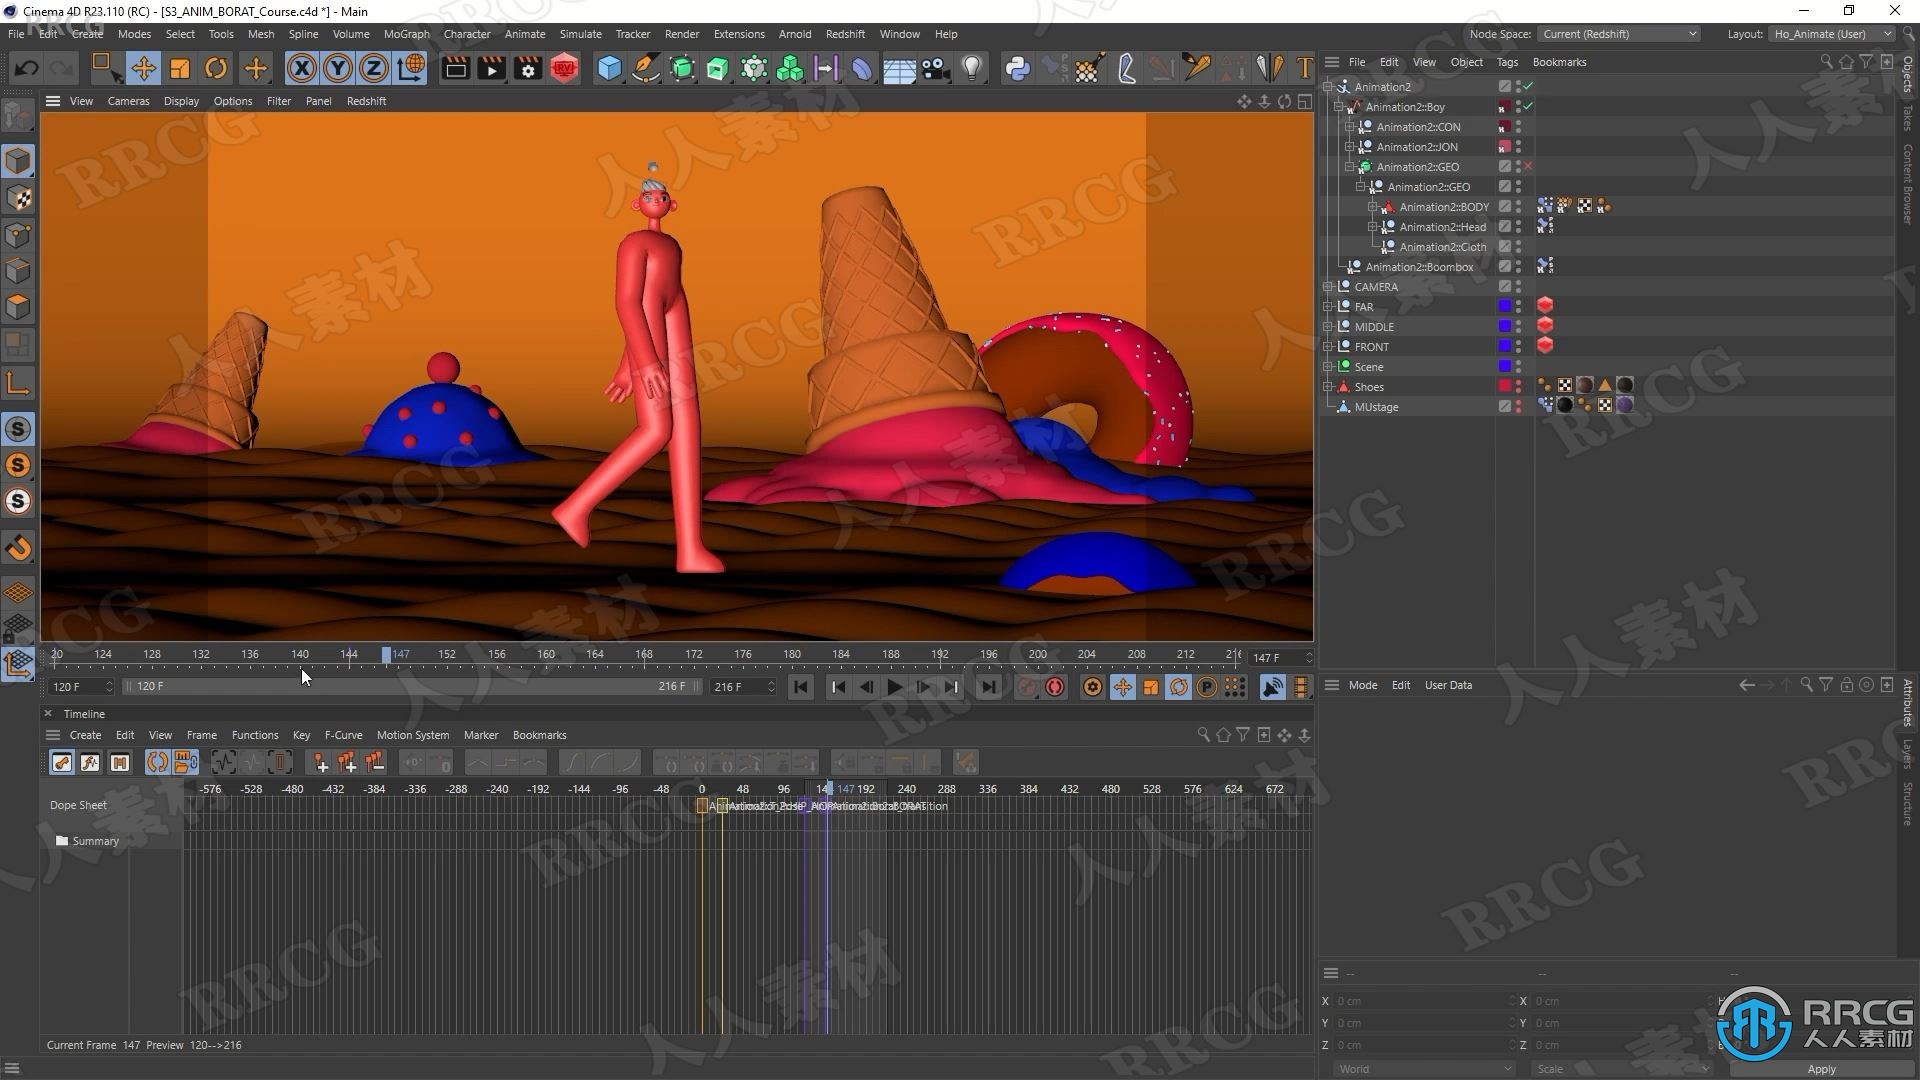 Cinema 4D R23.110 (RC) - [S3_ANIM_BORAT_Course.c4d *] - Main
File Edit Create Modes Select Tools Mesh Spline Volume MoGraph Character Animate Simulate Tracker Render Extensions Arnold Redshift Window Help
Node Space: Current (Redshift) Layout: Ho_Animate (User)
File Edit View Object Tags Bookmarks
View Cameras Display Options Filter Panel Redshift
Animation2
Animation2::Boy
Animation2::CON
Animation2::JON
Animation2::GEO
Animation2::GEO
Animation2::BODY
Animation2::Head
Animation2::Cloth
Animation2::Boombox
CAMERA
FAR
MIDDLE
FRONT
Scene
Shoes
MUstage
Objects
Takes
Content Browser
Attributes
Layers
Structure
124 128 132 136 140 144 147 152 156 160 164 168 172 176 180 184 188 192 196 200 204 208 212 147 F
120 F 120 F 216 F 216 F
Mode Edit User Data
Timeline
Create Edit View Frame Functions Key F-Curve Motion System Marker Bookmarks
-576 -528 -480 -432 -384 -336 -288 -240 -192 -144 -96 -48 0 48 96 147 192 240 288 336 384 432 480 528 576 624 672
Dope Sheet
Summary
X 0 cm X 0 cm
Y 0 cm Y 0 cm
Z 0 cm Z 0 cm
World Scale Apply
Current Frame 147 Preview 120-->216
RRCG
人人素材